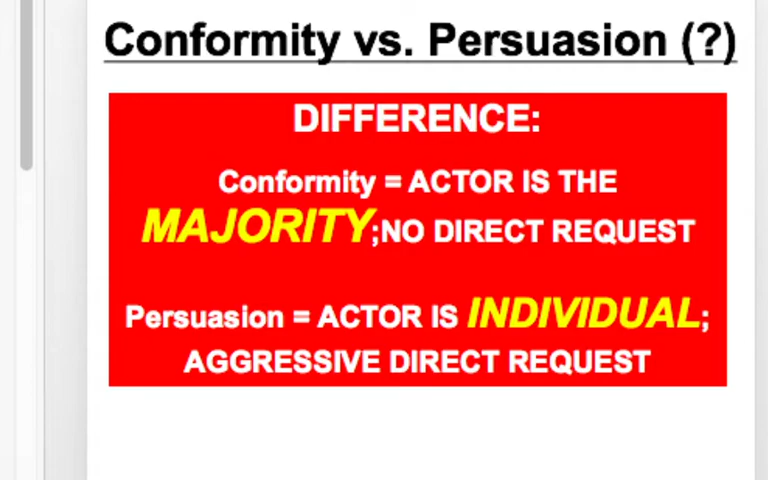 Conformity vs. Persuasion (?)
DIFFERENCE:
Conformity = ACTOR IS THE
MAJORITY;NO DIRECT REQUEST
Persuasion = ACTOR IS INDIVIDUAL;
AGGRESSIVE DIRECT REQUEST